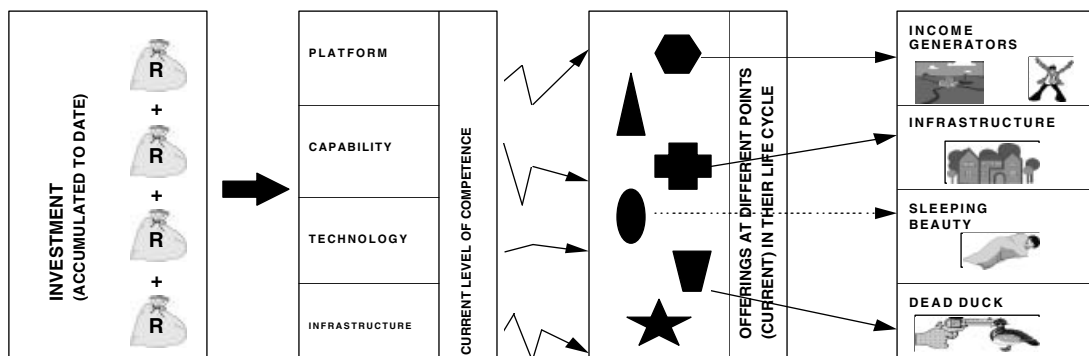 INVESTMENT
(ACCUMULATED TO DATE)
R
+
R
+
R
+
R
PLATFORM
CAPABILITY
TECHNOLOGY
INFRASTRUCTURE
CURRENT LEVEL OF COMPETENCE
OFFERINGS AT DIFFERENT POINTS
(CURRENT) IN THEIR LIFE CYCLE
INCOME
GENERATORS
INFRASTRUCTURE
SLEEPING
BEAUTY
DEAD DUCK